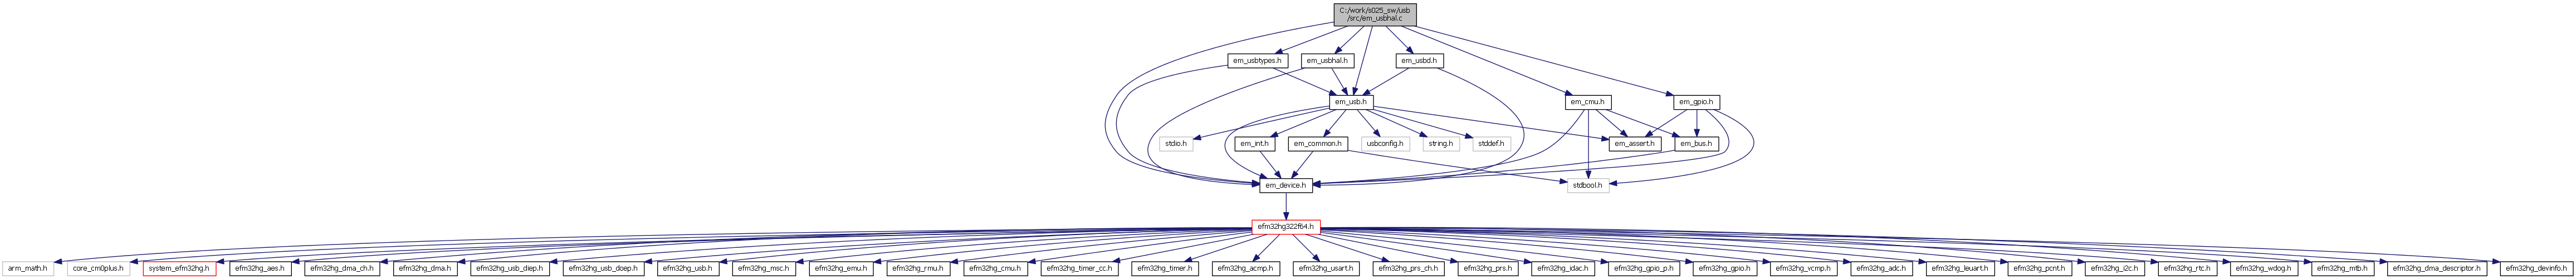 C:/work/s025_sw/usb
/src/em_usbhal.c
em_usbtypes.h
em_usbhal.h
em_usbd.h
em_usb.h
em_cmu.h
em_gpio.h
stdio.h
em_int.h
em_common.h
usbconfig.h
string.h
stddef.h
em_assert.h
em_bus.h
em_device.h
stdbool.h
efm32hg322f64.h
arm_math.h
core_cm0plus.h
system_efm32hg.h
efm32hg_aes.h
efm32hg_dma_ch.h
efm32hg_dma.h
efm32hg_usb_diep.h
efm32hg_usb_doep.h
efm32hg_usb.h
efm32hg_msc.h
efm32hg_emu.h
efm32hg_rmu.h
efm32hg_cmu.h
efm32hg_timer_cc.h
efm32hg_timer.h
efm32hg_acmp.h
efm32hg_usart.h
efm32hg_prs_ch.h
efm32hg_prs.h
efm32hg_idac.h
efm32hg_gpio_p.h
efm32hg_gpio.h
efm32hg_vcmp.h
efm32hg_adc.h
efm32hg_leuart.h
efm32hg_pcnt.h
efm32hg_i2c.h
efm32hg_rtc.h
efm32hg_wdog.h
efm32hg_mtb.h
efm32hg_dma_descriptor.h
efm32hg_devinfo.h